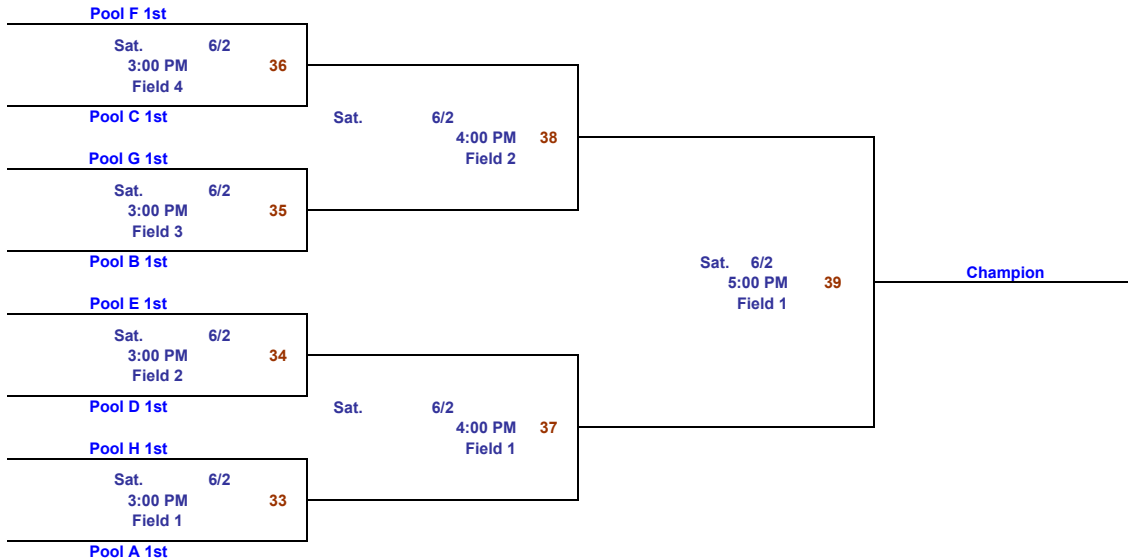 Pool F 1st
Sat. 6/2
3:00 PM 36
Field 4
Pool C 1st
Sat. 6/2
4:00 PM 38
Field 2
Pool G 1st
Sat. 6/2
3:00 PM 35
Field 3
Pool B 1st
Sat. 6/2
5:00 PM 39
Field 1
Champion
Pool E 1st
Sat. 6/2
3:00 PM 34
Field 2
Pool D 1st
Sat. 6/2
4:00 PM 37
Field 1
Pool H 1st
Sat. 6/2
3:00 PM 33
Field 1
Pool A 1st